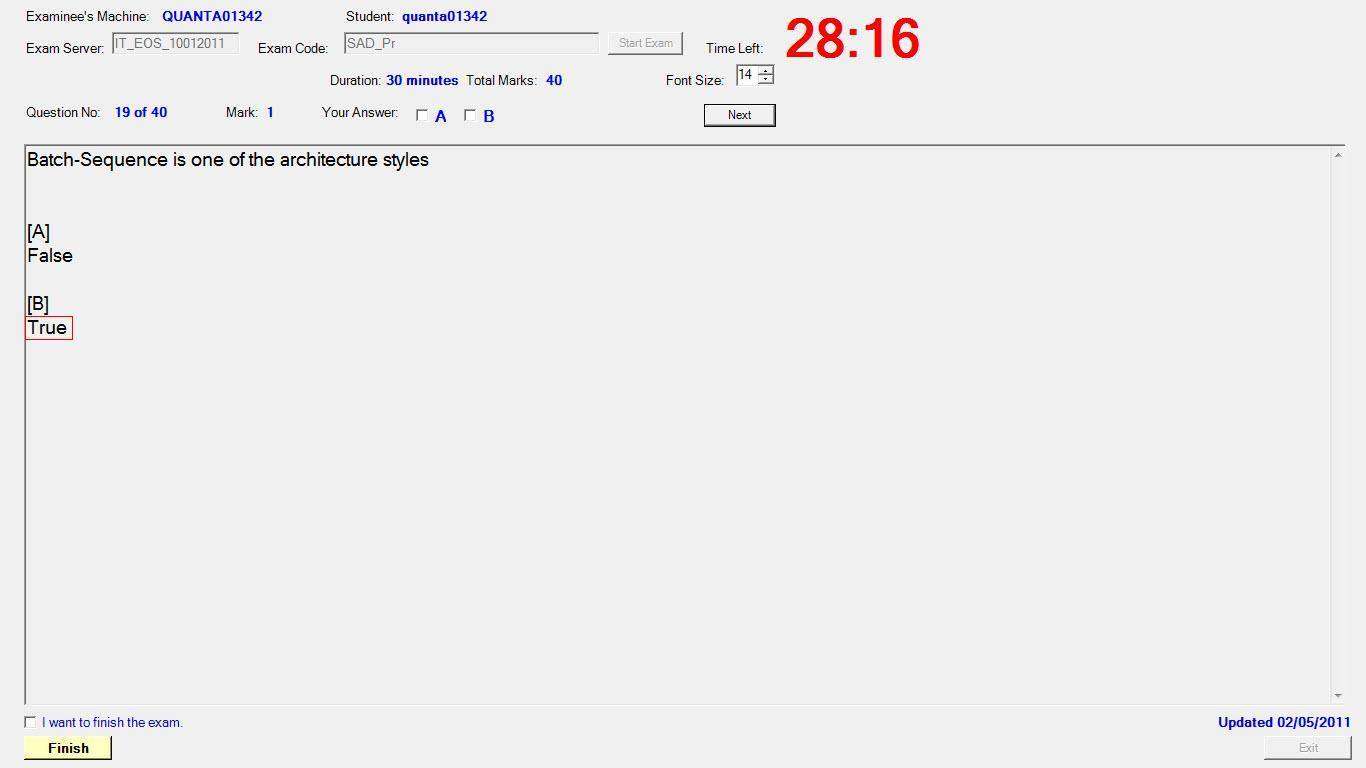 Examinee's Machine: QUANTA01342 Student: quanta01342
Exam Server: IT_EOS_10012011 Exam Code: SAD_Pr Start Exam Time Left: 28:16
Duration: 30 minutes Total Marks: 40 Font Size: 14
Question No: 19 of 40 Mark: 1 Your Answer: A B Next
Batch-Sequence is one of the architecture styles
[A]
False
[B]
True
I want to finish the exam. Updated 02/05/2011
Finish Exit